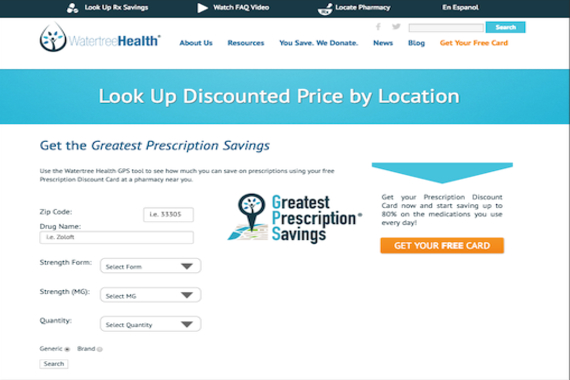 Look Up Rx Savings
Watch FAQ Video
Locate Pharmacy
En Espanol
Search
WatertreeHealth®
About Us
Resources
You Save. We Donate.
News
Blog
Get Your Free Card
Look Up Discounted Price by Location
Get the Greatest Prescription Savings
Use the Watertree Health GPS tool to see how much you can save on prescriptions using your free
Prescription Discount Card at a pharmacy near you.
Zip Code:
i.e. 33305
Drug Name:
i.e. Zoloft
Strength Form:
Select Form
Strength (MG):
Select MG
Quantity:
Select Quantity
Generic
Brand
Search
Greatest
Prescription®
Savings
Get your Prescription Discount
Card now and start saving up to
80% on the medications you use
every day!
GET YOUR FREE CARD